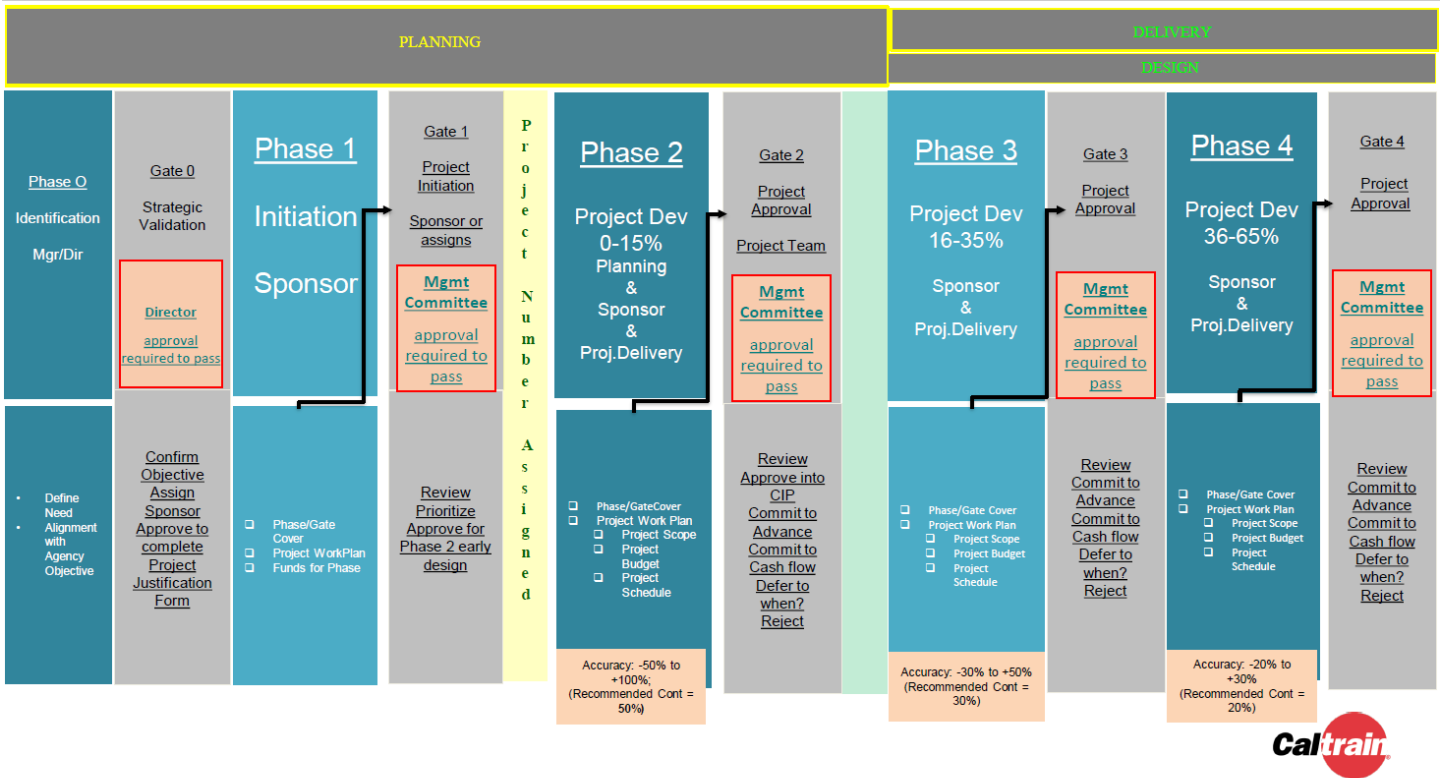 PLANNING
DELIVERY
DESIGN
Phase O
Identification
Mgr/Dir
Define
Need
Alignment
with
Agency
Objective
Gate 0
Strategic
Validation
Director
approval
required to pass
Confirm
Objective
Assign
Sponsor
Approve to
complete
Project
Justification
Form
Phase 1
Initiation
Sponsor
Phase/Gate
Cover
Project WorkPlan
Funds for Phase
Gate 1
Project
Initiation
Sponsor or
assigns
Mgmt
Committee
approval
required to
pass
Review
Prioritize
Approve for
Phase 2 early
design
Project Number Assigned
Phase 2
Project Dev
0-15%
Planning
&
Sponsor
&
Proj.Delivery
Phase/GateCover
Project Work Plan
Project Scope
Project
Budget
Project
Schedule
Accuracy: -50% to
+100%;
(Recommended Cont =
50%)
Gate 2
Project
Approval
Project Team
Mgmt
Committee
approval
required to
pass
Review
Approve into
CIP
Commit to
Advance
Commit to
Cash flow
Defer to
when?
Reject
Phase 3
Project Dev
16-35%
Sponsor
&
Proj.Delivery
Phase/Gate Cover
Project Work Plan
Project Scope
Project Budget
Project
Schedule
Accuracy: -30% to +50%
(Recommended Cont =
30%)
Gate 3
Project
Approval
Mgmt
Committee
approval
required to
pass
Review
Commit to
Advance
Commit to
Cash flow
Defer to
when?
Reject
Phase 4
Project Dev
36-65%
Sponsor
&
Proj.Delivery
Phase/Gate Cover
Project Work Plan
Project Scope
Project Budget
Project
Schedule
Accuracy: -20% to
+30%
(Recommended Cont =
20%)
Gate 4
Project
Approval
Mgmt
Committee
approval
required to
pass
Review
Commit to
Advance
Commit to
Cash flow
Defer to
when?
Reject
Caltrain®